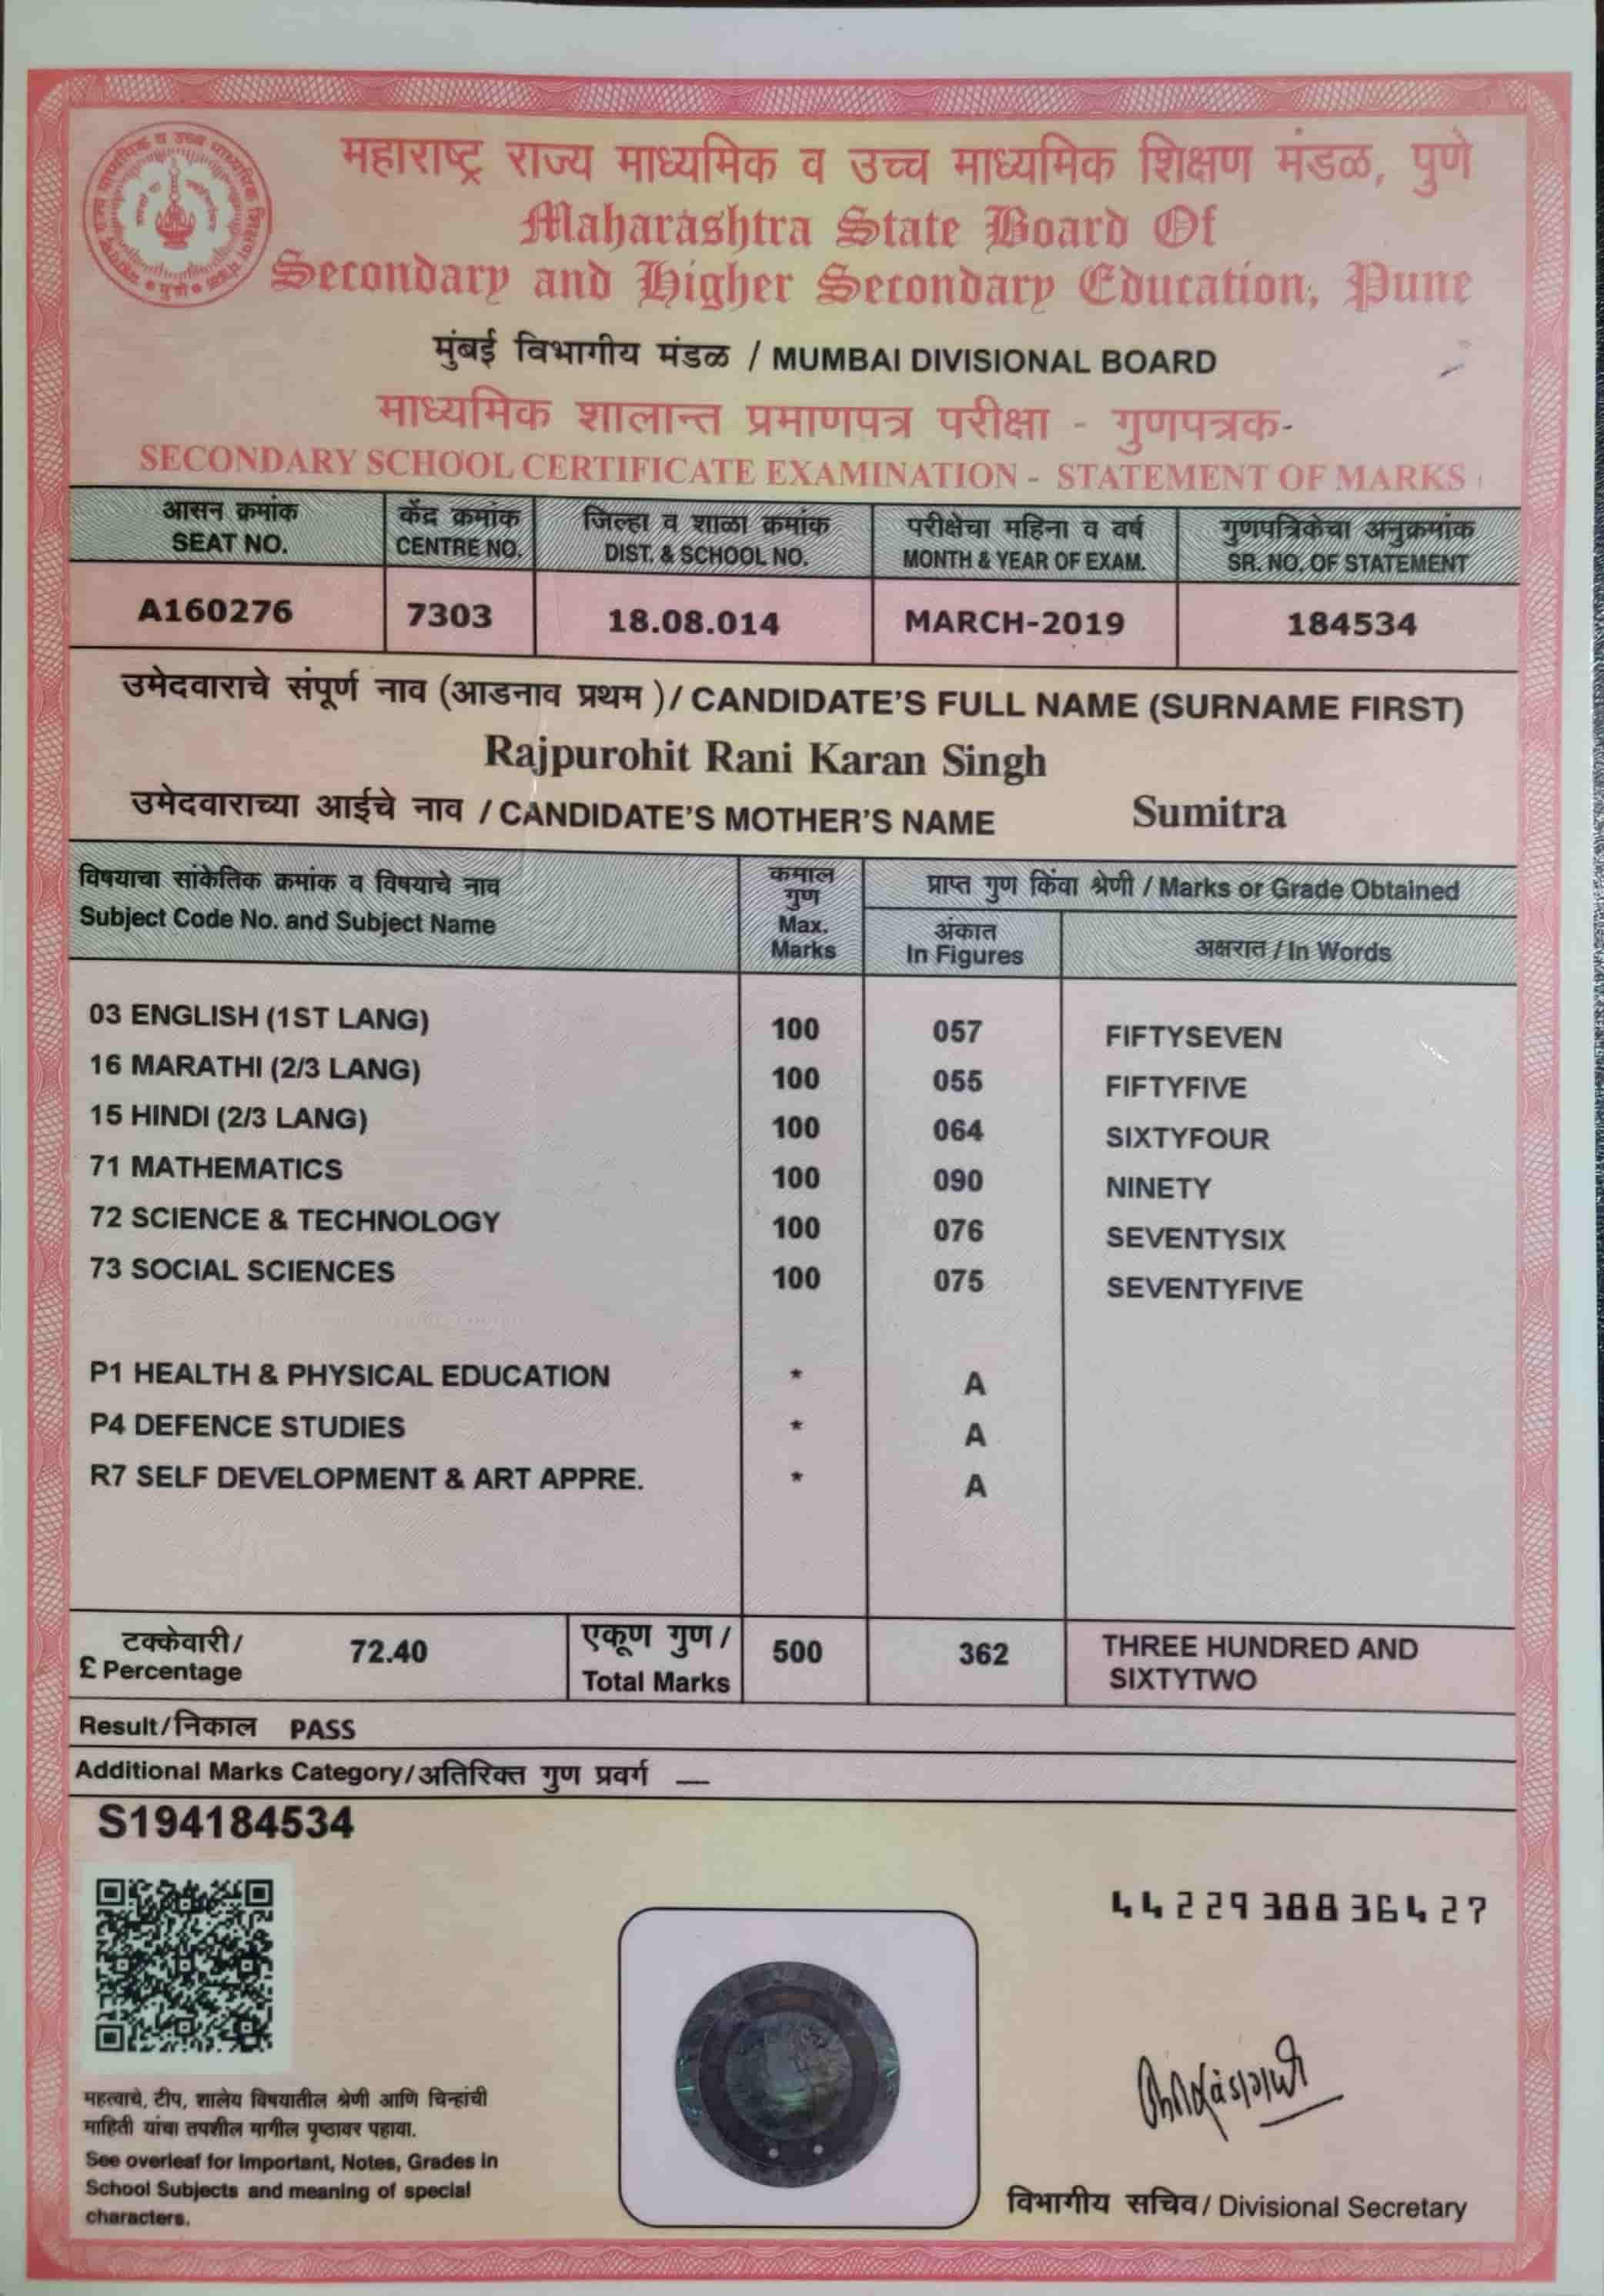 महाराष्ट्र राज्य माध्यमिक व उच्च माध्यमिक शिक्षण मंडळ, पुणे
Maharashtra State Board Of
Secondary and Higher Secondary Education, Pune
मुंबई विभागीय मंडळ / MUMBAI DIVISIONAL BOARD
माध्यमिक शालान्त प्रमाणपत्र परीक्षा - गुणपत्रक-
SECONDARY SCHOOL CERTIFICATE EXAMINATION - STATEMENT OF MARKS
आसन क्रमांक केंद्र क्रमांक जिल्हा व शाळा क्रमांक परीक्षेचा महिना व वर्ष गुणपत्रिकेचा अनुक्रमांक
SEAT NO. CENTRE NO. DIST. & SCHOOL NO. MONTH & YEAR OF EXAM. SR. NO. OF STATEMENT
A160276 7303 18.08.014 MARCH-2019 184534
उमेदवाराचे संपूर्ण नाव (आडनाव प्रथम )/ CANDIDATE'S FULL NAME (SURNAME FIRST)
Rajpurohit Rani Karan Singh
उमेदवाराच्या आईचे नाव / CANDIDATE'S MOTHER'S NAME Sumitra
विषयाचा सांकेतिक क्रमांक व विषयाचे नाव
Subject Code No. and Subject Name
कमाल
गुण
Max.
Marks
प्राप्त गुण किंवा श्रेणी / Marks or Grade Obtained
अंकात
In Figures
अक्षरात / In Words
03 ENGLISH (1ST LANG) 100 057 FIFTYSEVEN
16 MARATHI (2/3 LANG) 100 055 FIFTYFIVE
15 HINDI (2/3 LANG) 100 064 SIXTYFOUR
71 MATHEMATICS 100 090 NINETY
72 SCIENCE & TECHNOLOGY 100 076 SEVENTYSIX
73 SOCIAL SCIENCES 100 075 SEVENTYFIVE
P1 HEALTH & PHYSICAL EDUCATION * A
P4 DEFENCE STUDIES * A
R7 SELF DEVELOPMENT & ART APPRE. * A
टक्केवारी/
£ Percentage
72.40
एकूण गुण /
Total Marks
500 362
THREE HUNDRED AND
SIXTYTWO
Result/निकाल PASS
Additional Marks Category/अतिरिक्त गुण प्रवर्ग —
S194184534
4422938836427
महत्वाचे, टीप, शालेय विषयातील श्रेणी आणि चिन्हांची
माहिती यांचा तपशील मागील पृष्ठावर पहावा.
See overleaf for Important, Notes, Grades in
School Subjects and meaning of special
characters.
विभागीय सचिव/ Divisional Secretary